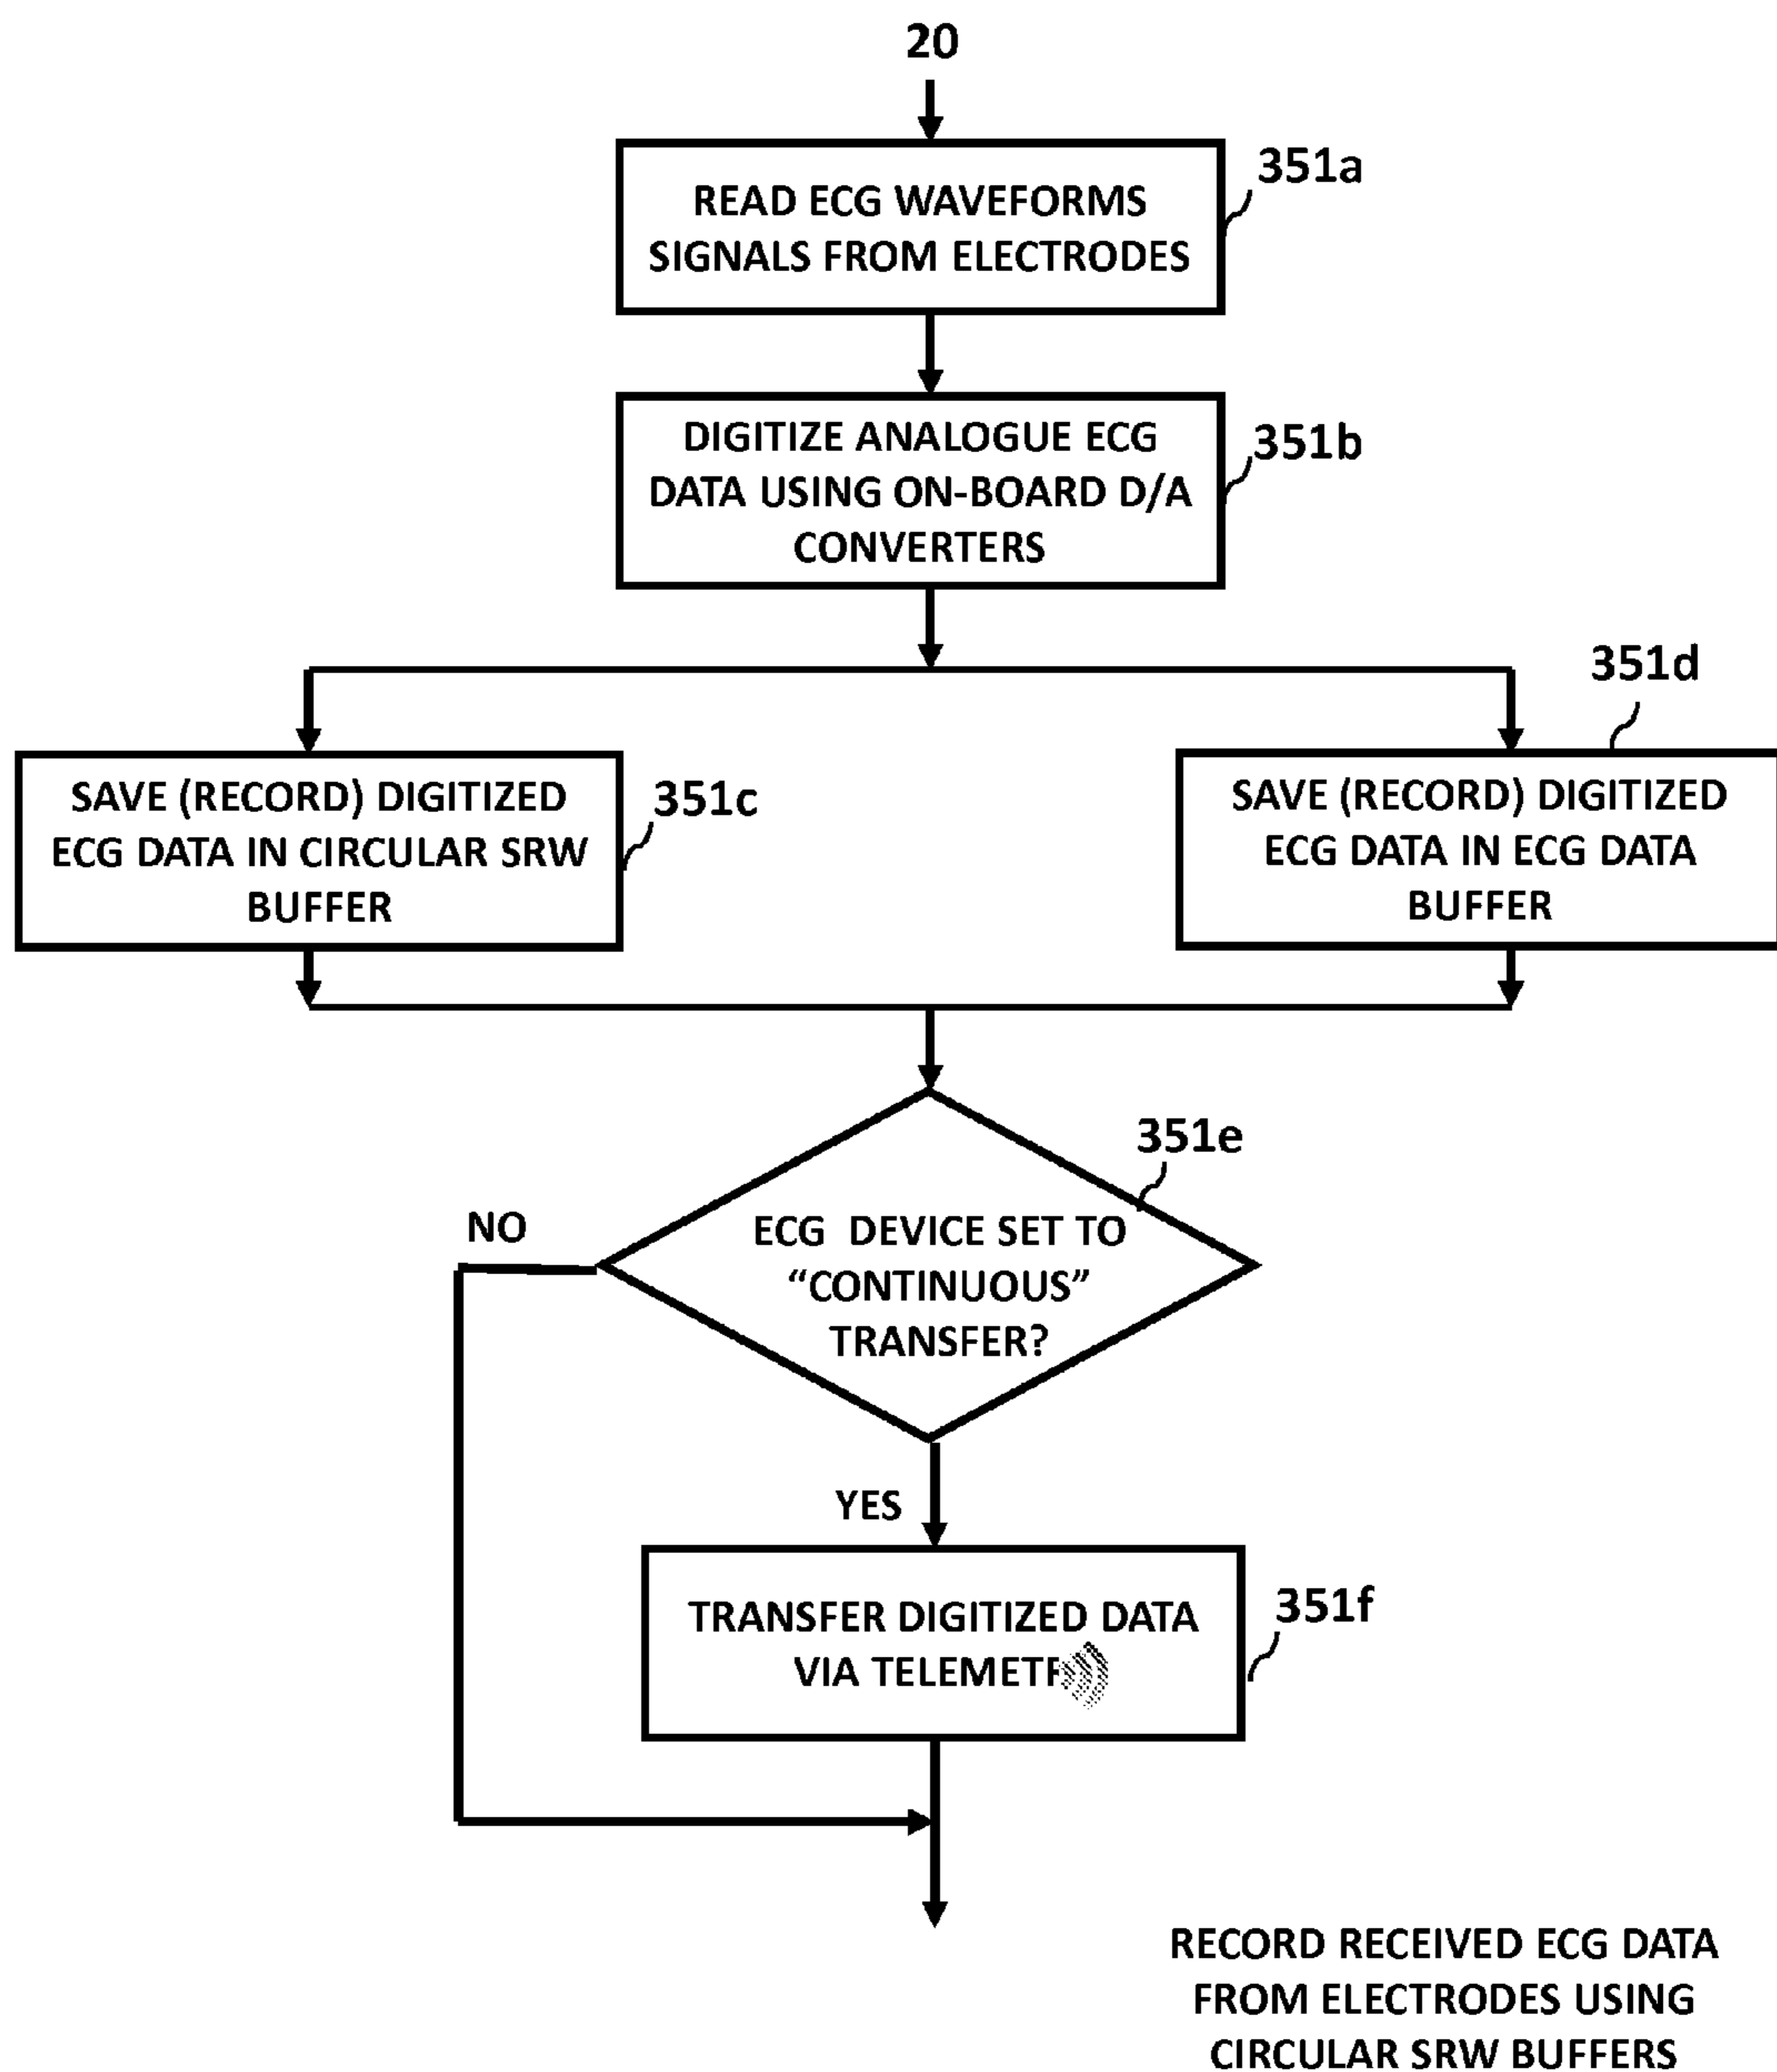 20
READ ECG WAVEFORMS
SIGNALS FROM ELECTRODES
351a
DIGITIZE ANALOGUE ECG
DATA USING ON-BOARD D/A
CONVERTERS
351b
SAVE (RECORD) DIGITIZED
ECG DATA IN CIRCULAR SRW
BUFFER
351c
351d
SAVE (RECORD) DIGITIZED
ECG DATA IN ECG DATA
BUFFER
351e
NO
ECG DEVICE SET TO
“CONTINUOUS”
TRANSFER?
YES
TRANSFER DIGITIZED DATA
VIA
351f
RECORD RECEIVED ECG DATA
FROM ELECTRODES USING
CIRCULAR SRW BUFFERS